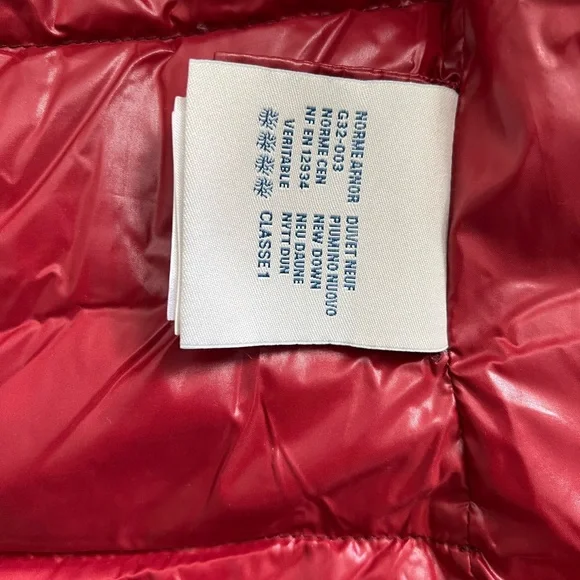 NORME AFNOR DUVET NEUF
G32-003 PIUMINO NUOVO
NORME CEN NEW DOWN
NF EN 12934 NEU DAUNE
VERITABLE NYTT DUN
CLASSE 1